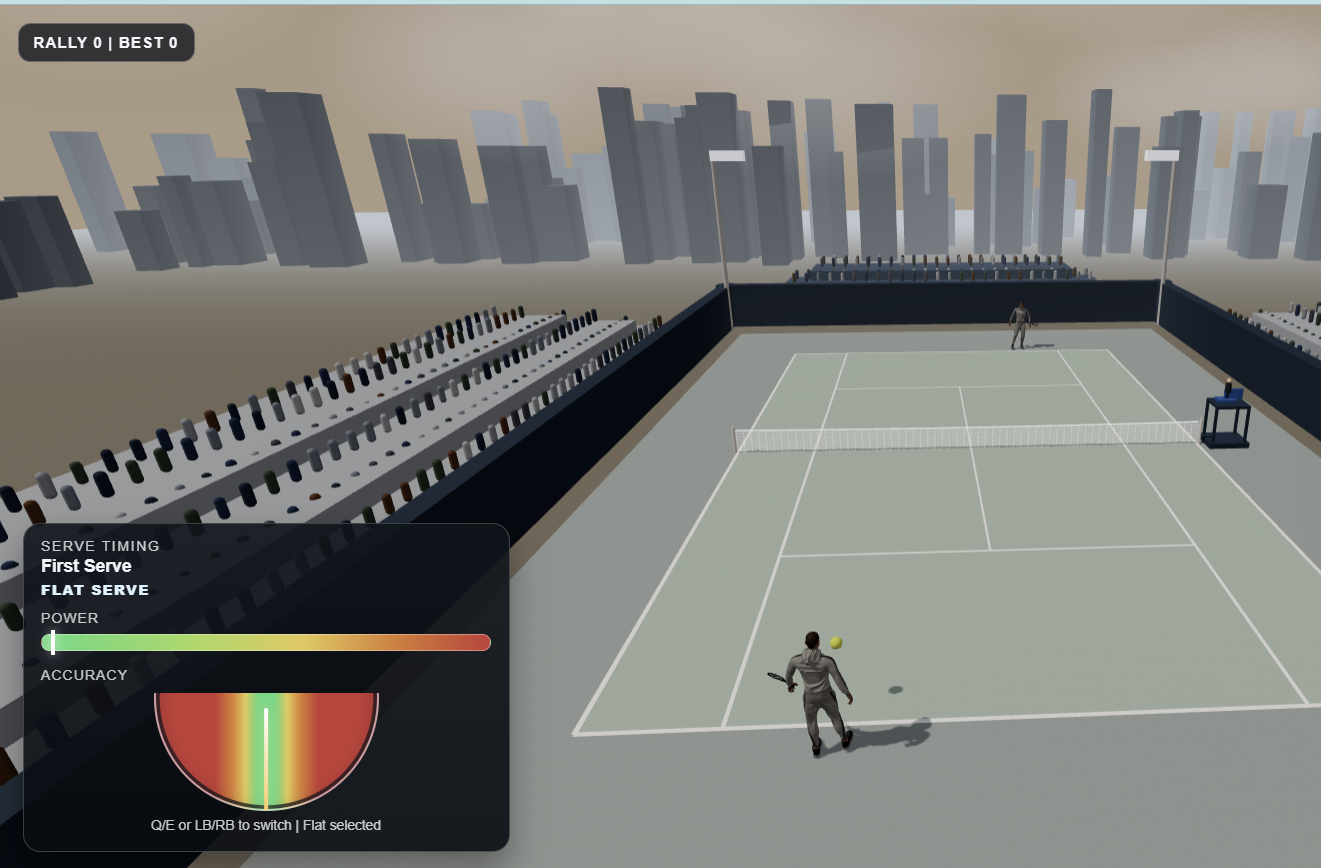 RALLY 0 | BEST 0
SERVE TIMING
First Serve
FLAT SERVE
POWER
ACCURACY
Q/E or LB/RB to switch | Flat selected